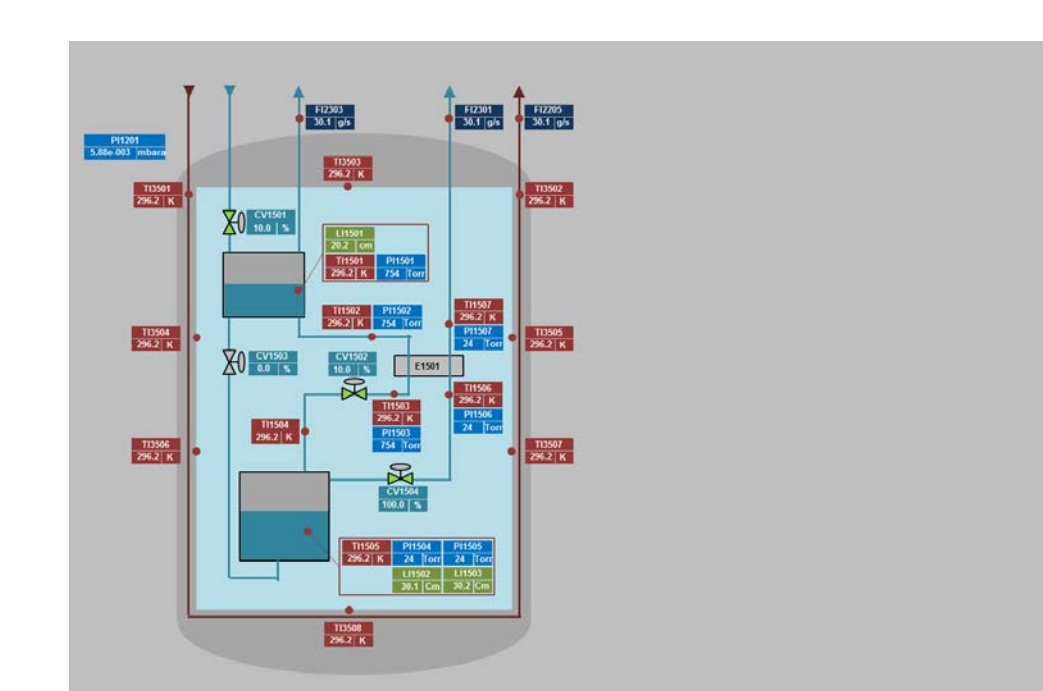 FI2303
30.1 g/s
FI2301
30.1 g/s
FI2205
30.1 g/s
PI1201
5.88e-003 mbara
TI3503
296.2 K
TI3501
296.2 K
TI3502
296.2 K
CV1501
10.0 %
LI1501
20.2 cm
TI1501 PI1501
296.2 K 754 Torr
TI1502 PI1502
296.2 K 754 Torr
TI1507
296.2 K
PI1507
24 Torr
TI3504
296.2 K
TI3505
296.2 K
CV1503
0.0 %
CV1502
10.0 %
E1501
TI1506
296.2 K
PI1506
24 Torr
TI1503
296.2 K
PI1503
754 Torr
TI1504
296.2 K
TI3506
296.2 K
TI3507
296.2 K
CV1504
100.0 %
TI1505 PI1504 PI1505
296.2 K 24 Torr 24 Torr
LI1502 LI1503
30.1 Cm 30.2 Cm
TI3508
296.2 K